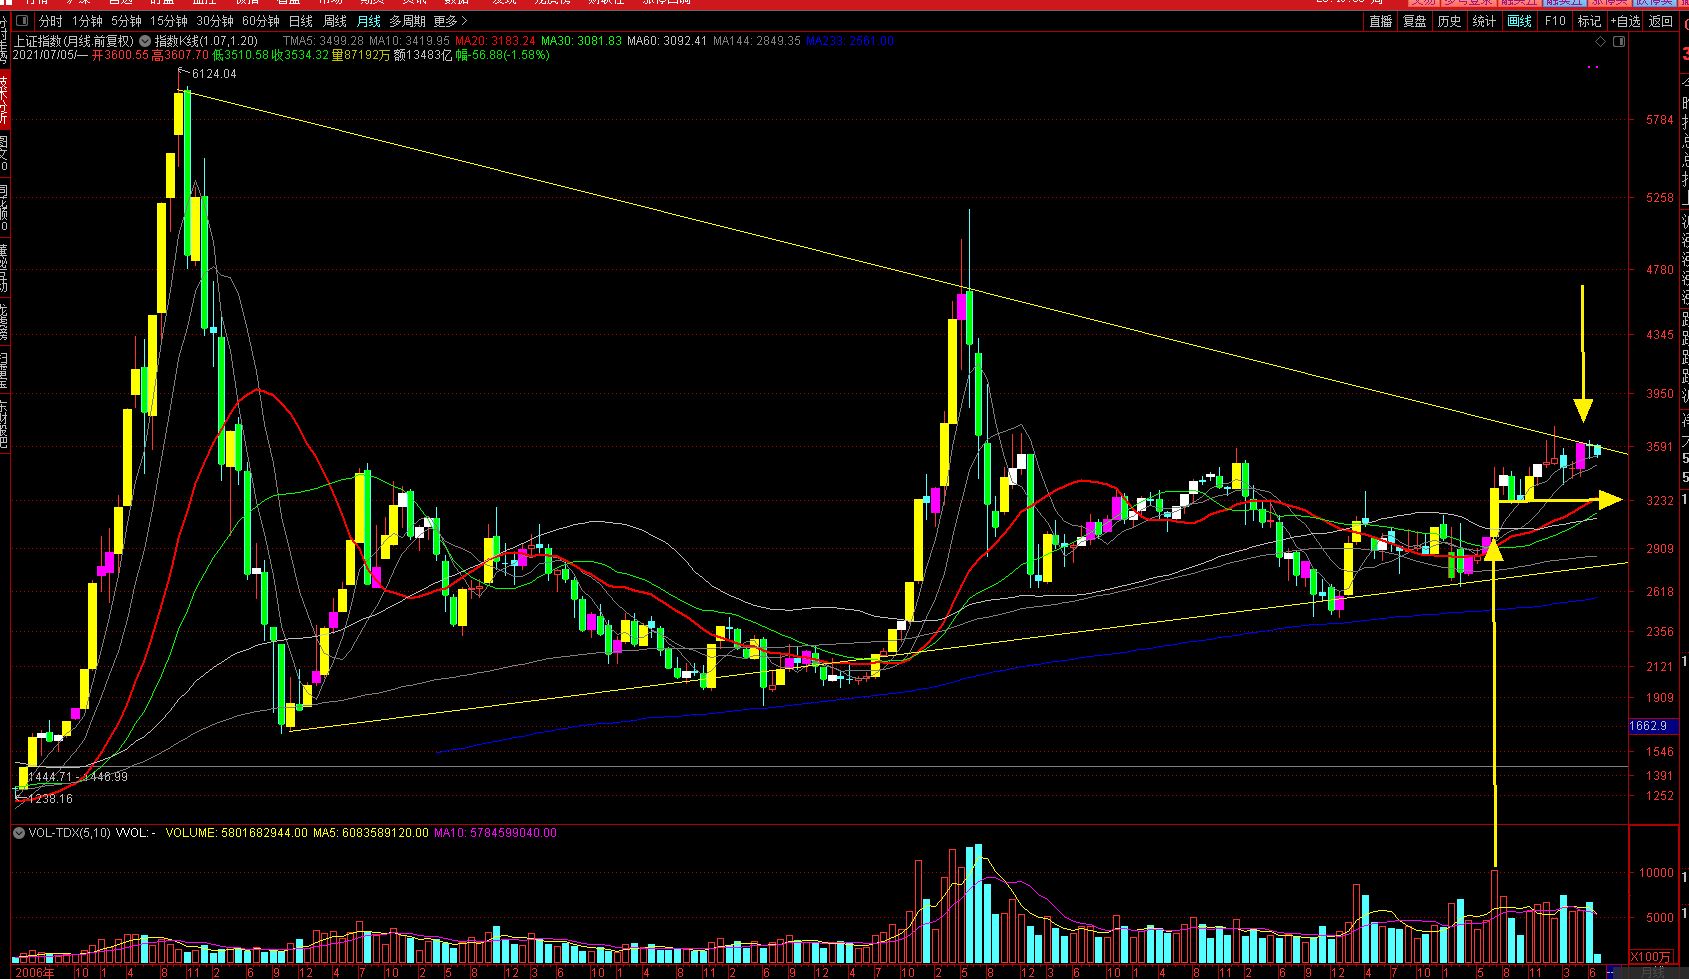 分时 1分钟 5分钟 15分钟 30分钟 60分钟 日线 周线 月线 多周期 更多 >
直播 复盘 历史 统计 画线 F10 标记 +自选 返回
上证指数(月线.前复权) 指数K线(1.07,1.20) TMA5: 3499.28 MA10: 3419.95 MA20: 3183.24 MA30: 3081.83 MA60: 3092.41 MA144: 2849.35 MA233: 2561.00
2021/07/05/一 开3600.55 高3607.70 低3510.58 收3534.32 量87192万 额13483亿 幅-56.88(-1.58%)
6124.04
5784
5258
4780
4345
3950
3591
3232
2909
2618
2356
2121
1909
1662.9
1546
1391
1252
1444.71 - 1446.99
1238.16
VOL-TDX(5,10) VVOL: - VOLUME: 5801682944.00 MA5: 6083589120.00 MA10: 5784599040.00
10000
5000
X100万
2006年 10 1 4 8 11 2 6 9 12 4 7 10 2 5 8 12 3 6 10 1 4 8 11 2 6 9 12 4 7 10 2 5 8 12 3 6 10 1 4 8 11 2 6 9 12 4 7 10 1 5 8 11 3 6 月线